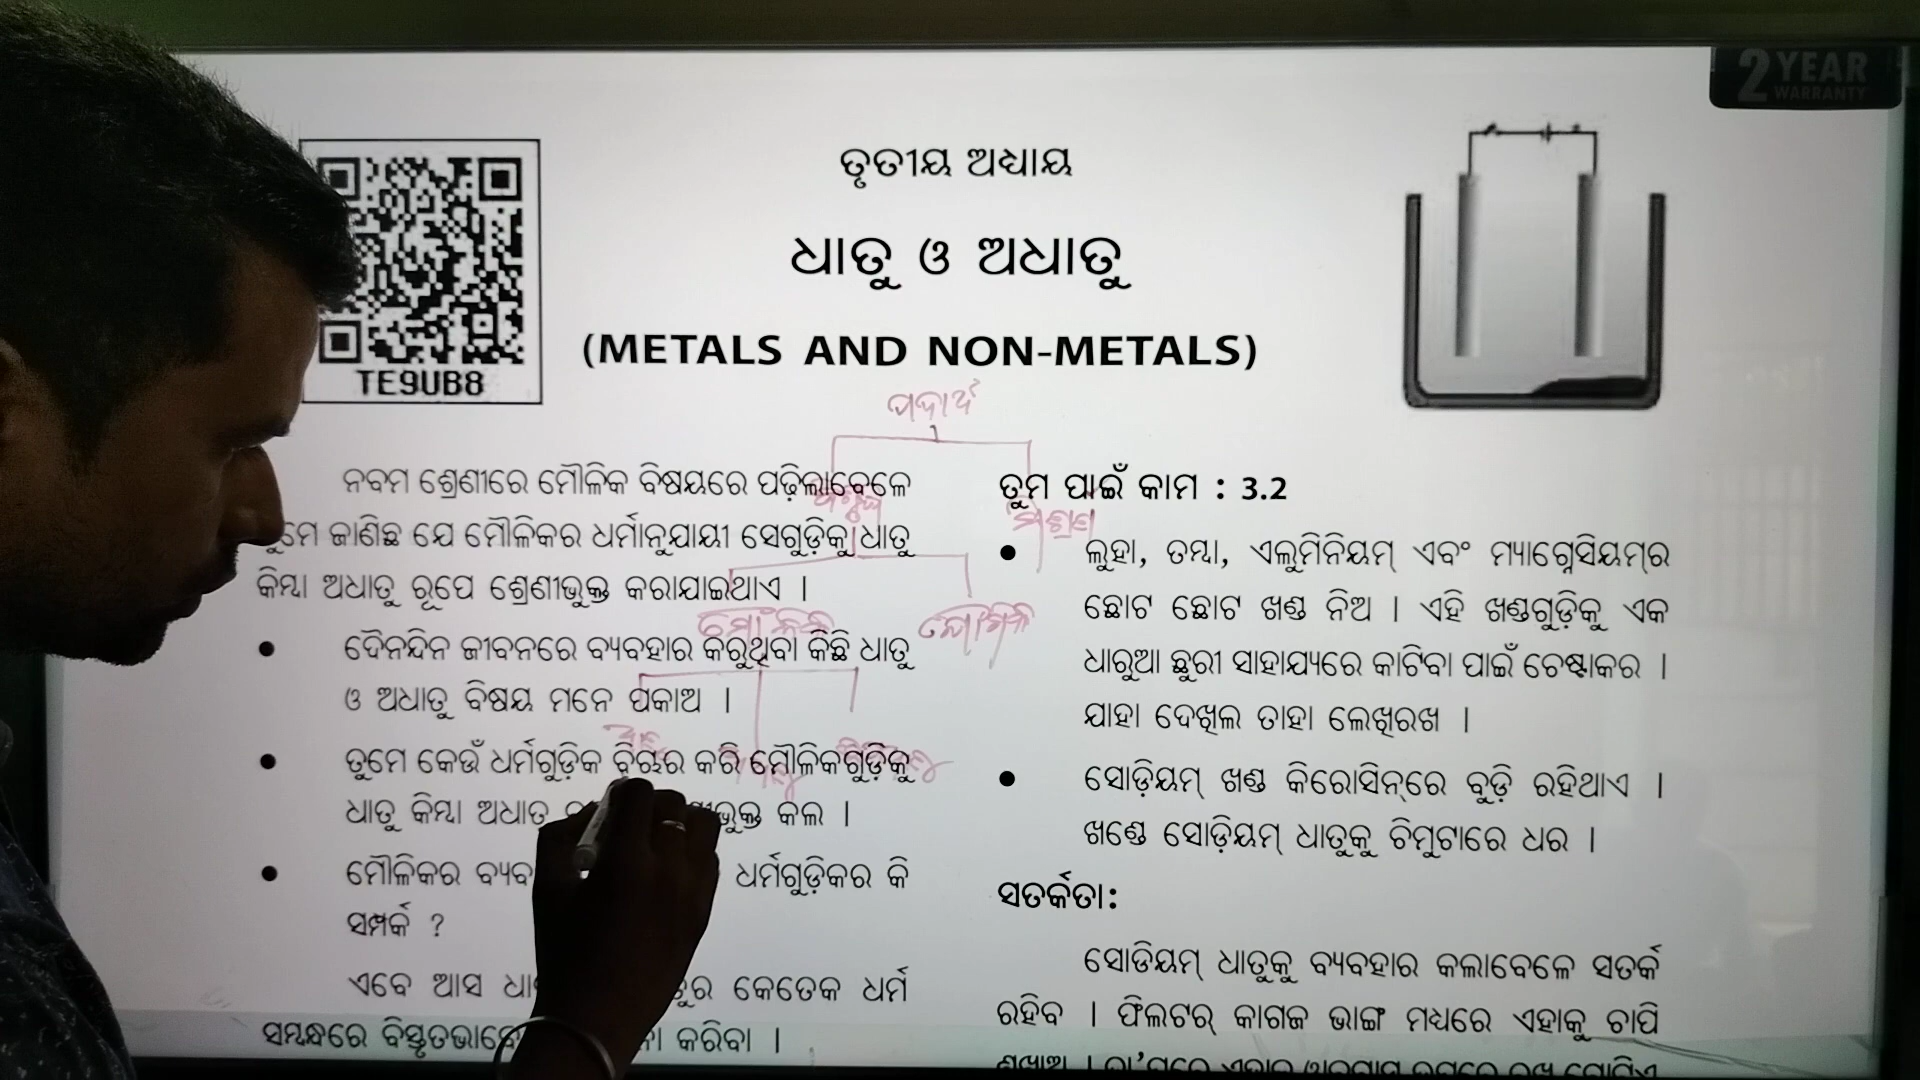 2 YEAR
WARRANTY
TE9UB8
ତୃତୀୟ ଅଧ୍ୟାୟ
ଧାତୁ ଓ ଅଧାତୁ
(METALS AND NON-METALS)
ପଦାର୍ଥ
ମିଶ୍ରଣ
ମୌଳିକ ଯୌଗିକ
ନବମ ଶ୍ରେଣୀରେ ମୌଳିକ ବିଷୟରେ ପଢ଼ିଲାବେଳେ
ତୁମେ ଜାଣିଛ ଯେ ମୌଳିକର ଧର୍ମାନୁଯାୟୀ ସେଗୁଡ଼ିକୁ ଧାତୁ
କିମ୍ବା ଅଧାତୁ ରୂପେ ଶ୍ରେଣୀଭୁକ୍ତ କରାଯାଇଥାଏ ।
● ଦୈନନ୍ଦିନ ଜୀବନରେ ବ୍ୟବହାର କରୁଥିବା କିଛି ଧାତୁ
ଓ ଅଧାତୁ ବିଷୟ ମନେ ପକାଅ ।
● ତୁମେ କେଉଁ ଧର୍ମଗୁଡ଼ିକ ବିଚାର କରି ମୌଳିକଗୁଡ଼ିକୁ
ଧାତୁ କିମ୍ବା ଅଧାତୁ କଲ ।
● ମୌଳିକର ଧର୍ମଗୁଡ଼ିକର କି
ସମ୍ପର୍କ ?
ଏବେ ଆସ କେତେକ ଧର୍ମ
ସମ୍ବନ୍ଧରେ ବିସ୍ତୃତଭାବେ କରିବା ।
ତୁମ ପାଇଁ କାମ : 3.2
● ଲୁହା, ତମ୍ବା, ଏଲୁମିନିୟମ୍ ଏବଂ ମ୍ୟାଗ୍ନେସିୟମ୍‌ର
ଛୋଟ ଛୋଟ ଖଣ୍ଡ ନିଅ । ଏହି ଖଣ୍ଡଗୁଡ଼ିକୁ ଏକ
ଧାରୁଆ ଛୁରୀ ସାହାଯ୍ୟରେ କାଟିବା ପାଇଁ ଚେଷ୍ଟାକର ।
ଯାହା ଦେଖିଲ ତାହା ଲେଖିରଖ ।
● ସୋଡ଼ିୟମ୍ ଖଣ୍ଡ କିରୋସିନ୍‌ରେ ବୁଡ଼ି ରହିଥାଏ ।
ଖଣ୍ଡେ ସୋଡ଼ିୟମ୍ ଧାତୁକୁ ଚିମୁଟାରେ ଧର ।
ସତର୍କତା:
ସୋଡିୟମ୍ ଧାତୁକୁ ବ୍ୟବହାର କଲାବେଳେ ସତର୍କ
ରହିବ । ଫିଲଟର୍ କାଗଜ ଭାଙ୍ଗ ମଧ୍ୟରେ ଏହାକୁ ଚାପି